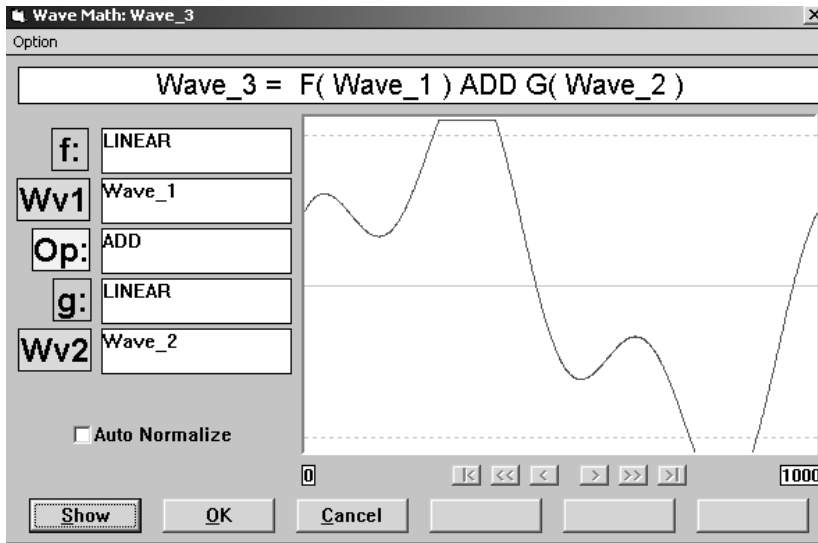 Wave Math: Wave_3
Option
Wave_3 = F( Wave_1 ) ADD G( Wave_2 )
f: LINEAR
Wv1 Wave_1
Op: ADD
g: LINEAR
Wv2 Wave_2
Auto Normalize
0 |< << < > >> >| 1000
Show OK Cancel